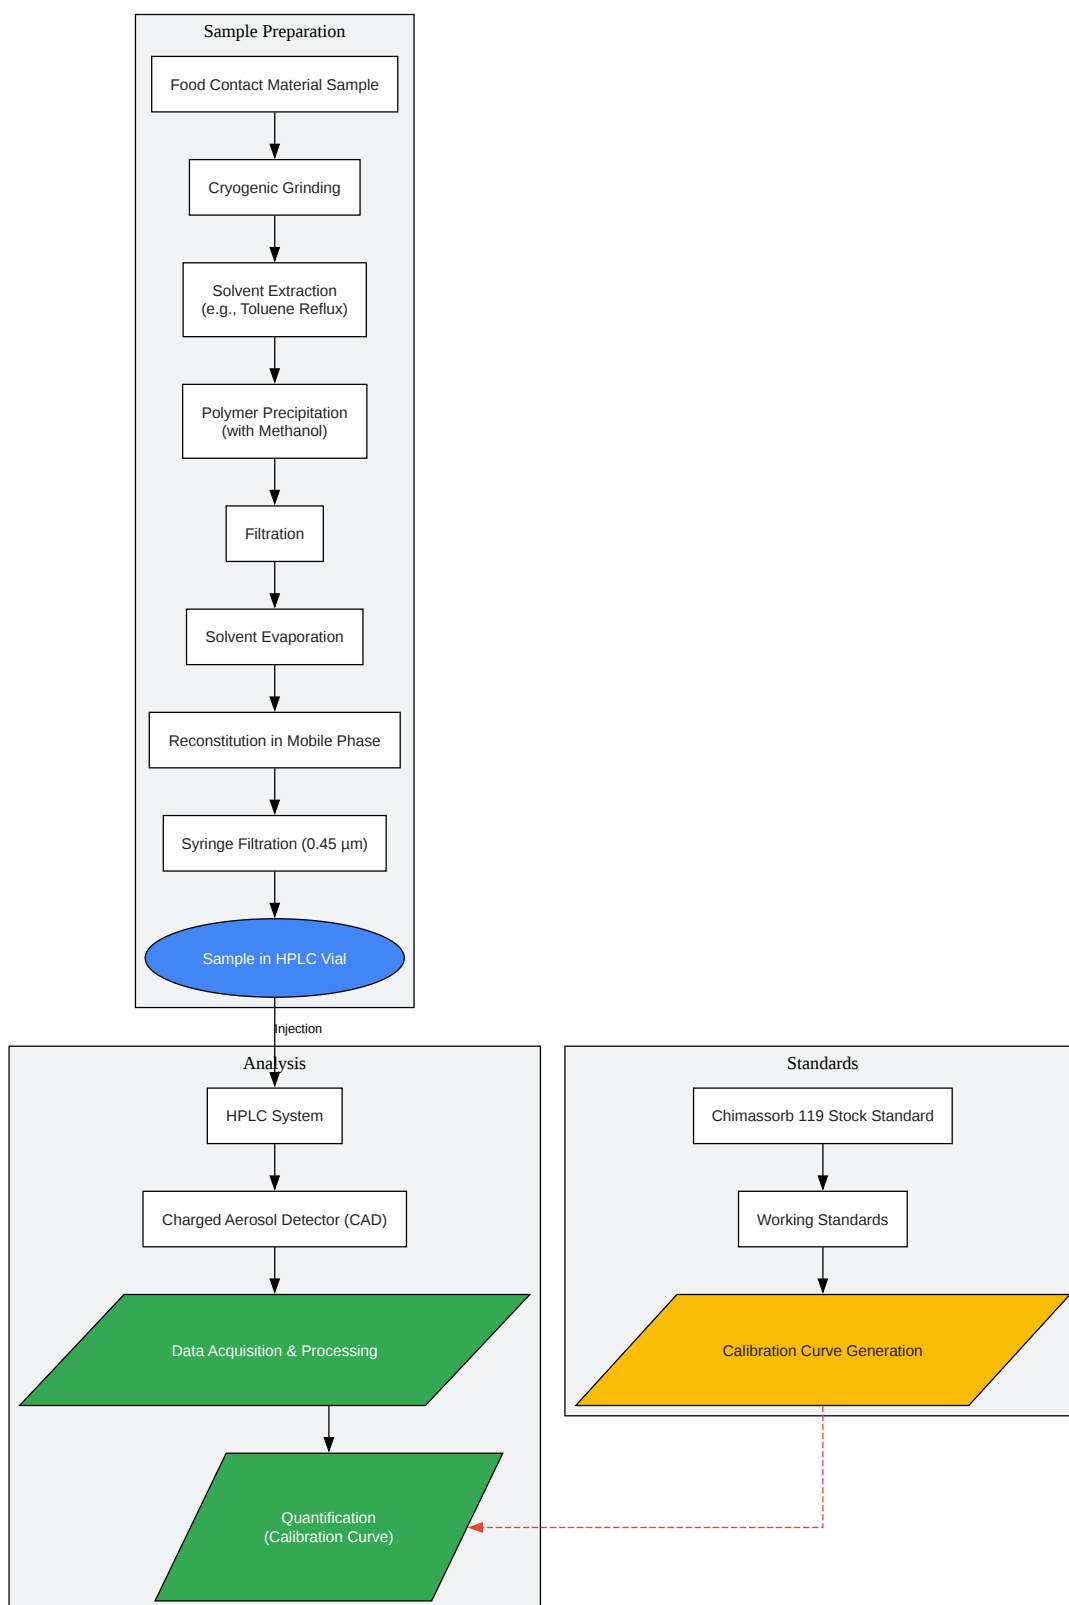 Sample Preparation
Food Contact Material Sample
Cryogenic Grinding
Solvent Extraction
(e.g., Toluene Reflux)
Polymer Precipitation
(with Methanol)
Filtration
Solvent Evaporation
Reconstitution in Mobile Phase
Syringe Filtration (0.45 µm)
Sample in HPLC Vial
Injection
Analysis
HPLC System
Charged Aerosol Detector (CAD)
Data Acquisition & Processing
Quantification
(Calibration Curve)
Standards
Chimassorb 119 Stock Standard
Working Standards
Calibration Curve Generation